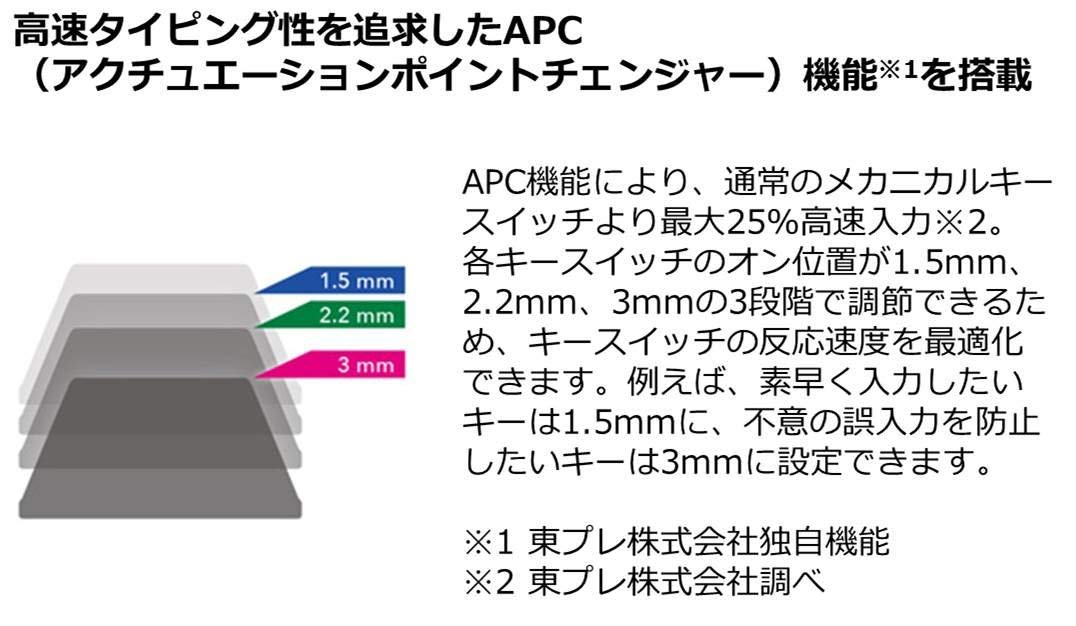 高速タイピング性を追求したAPC
（アクチュエーションポイントチェンジャー）機能※1を搭載
APC機能により、通常のメカニカルキー
スイッチより最大25%高速入力※2。
各キースイッチのオン位置が1.5mm、
2.2mm、3mmの3段階で調節できるた
め、キースイッチの反応速度を最適化
できます。例えば、素早く入力したい
キーは1.5mmに、不意の誤入力を防止
したいキーは3mmに設定できます。
1.5 mm
2.2 mm
3 mm
※1 東プレ株式会社独自機能
※2 東プレ株式会社調べ